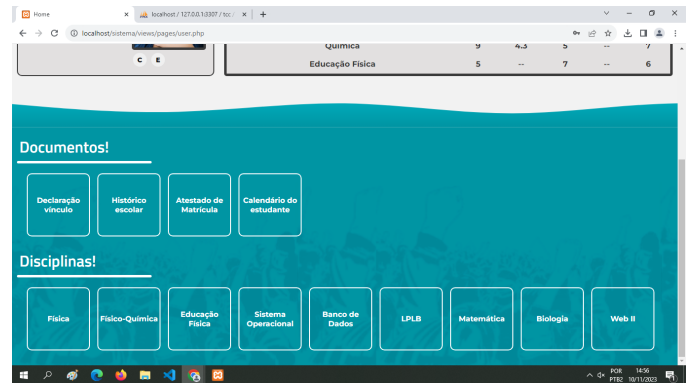 Home
localhost / 127.0.0.1:3307 / tcc /
localhost/sistema/views/pages/user.php
Química 9 4.3 5 -- 7
C E
Educação Física 5 -- 7 -- 6
Documentos!
Declaração vínculo
Histórico escolar
Atestado de Matrícula
Calendário do estudante
Disciplinas!
Física
Físico-Química
Educação Física
Sistema Operacional
Banco de Dados
LPLB
Matemática
Biologia
Web II
POR 14:56
PTB2 10/11/2023